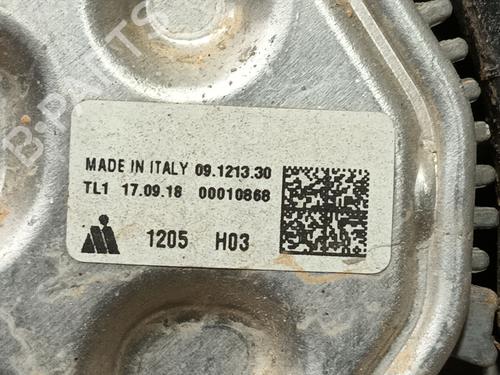 B-PARTS
MADE IN ITALY 09.1213.30
TL1 17.09.18 00010868
1205 H03